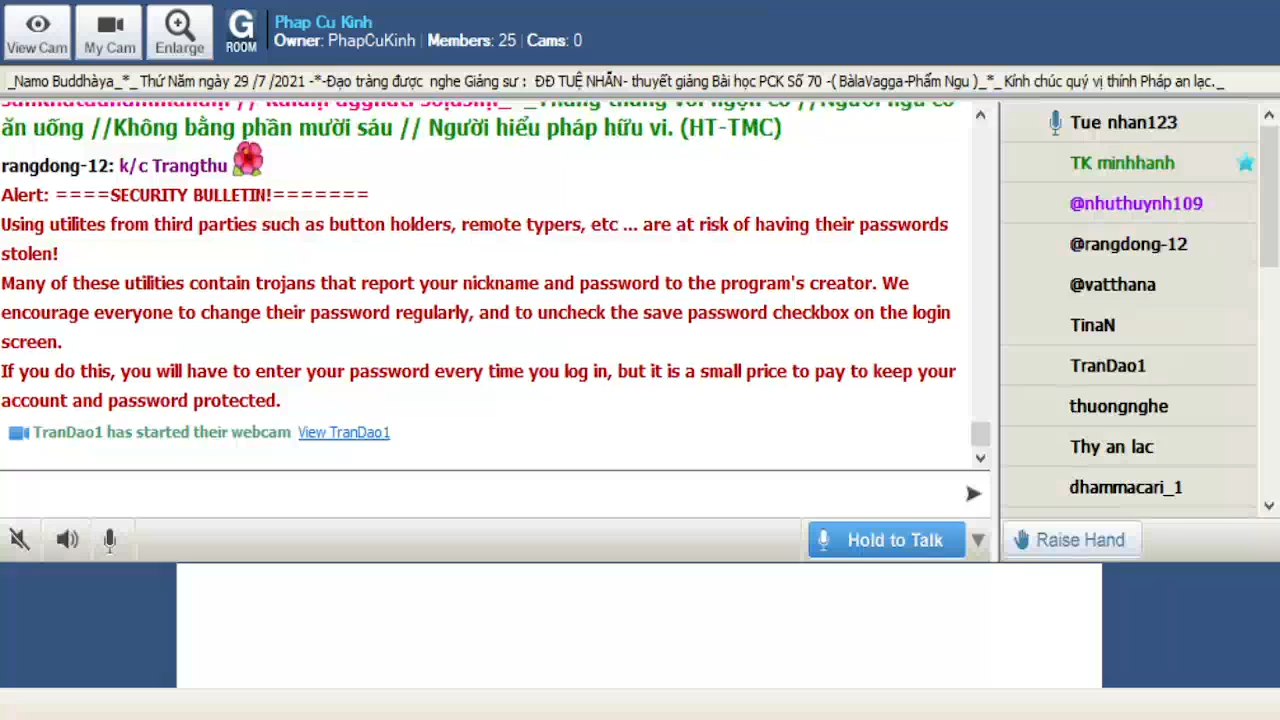 View Cam
My Cam
Enlarge
G
ROOM
Phap Cu Kinh
Owner: PhapCuKinh | Members: 25 | Cams: 0
_Namo Buddhàya_*_ Thứ Năm ngày 29 /7 /2021 -*-Đạo tràng được nghe Giảng sư : ĐĐ TUỆ NHẪN- thuyết giảng Bài học PCK Số 70 -( BàlaVagga-Phẩm Ngu )_*_ Kính chúc quý vị thính Pháp an lạc._
ăn uống //Không bằng phần mười sáu // Người hiểu pháp hữu vi. (HT-TMC)
rangdong-12: k/c Trangthu
Alert: ====SECURITY BULLETIN!=======
Using utilites from third parties such as button holders, remote typers, etc ... are at risk of having their passwords
stolen!
Many of these utilities contain trojans that report your nickname and password to the program's creator. We
encourage everyone to change their password regularly, and to uncheck the save password checkbox on the login
screen.
If you do this, you will have to enter your password every time you log in, but it is a small price to pay to keep your
account and password protected.
TranDao1 has started their webcam View TranDao1
Hold to Talk
Tue nhan123
TK minhhanh
@nhuthuynh109
@rangdong-12
@vatthana
TinaN
TranDao1
thuongnghe
Thy an lac
dhammacari_1
Raise Hand